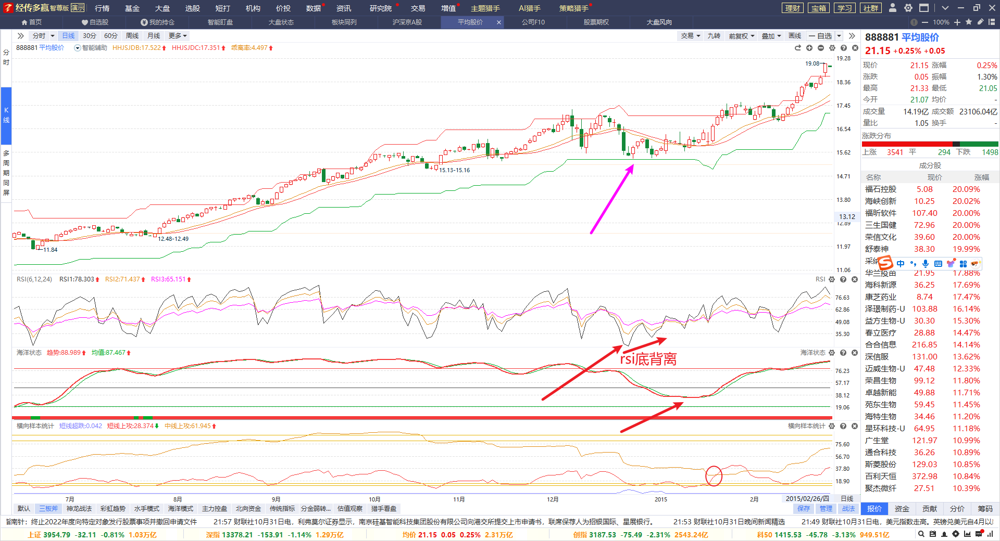 经传多赢 智尊版 演示 行情 基金 大盘 选股 短打 机构 价投 数据 资讯 研究院 交易 增值 主题猎手 AI猎手 策略猎手 理财 宝箱 学习 社群
首页 自选股 我的持仓 智能盯盘 大盘状态 板块同列 沪深京A股 平均股价 公司F10 股票期权 大盘风向 100%
分时 日线 30分 60分 周线 月线 更多 交易 九转 前复权 叠加 画线 一自选
888881 平均股价 智能辅助 HHJSJDB:17.522 HHJSJDC:17.351 乖离率:4.497
分时
K线
多周期同屏
19.28
19.08
18.36
17.45
16.54
15.62
15.13-15.16
14.71
13.80
13.12
12.89
12.48-12.49
11.97
11.84
11.06
RSI(6,12,24) RSI1:78.303 RSI2:71.437 RSI3:65.151 RSI
76.63
62.86
49.08
35.30
rsi底背离
海洋状态 趋势:88.989 均值:87.467 海洋状态
76.23
57.17
38.12
19.06
横向样本统计 短线超跌:0.042 短线上攻:28.374 中线上攻:61.945 横向样本统计
75.60
56.70
37.80
18.90
7月 8月 9月 10月 11月 12月 2015 2月 2015/02/26/四 日线
默认 三板斧 神龙战法 彩虹趋势 水手模式 海洋模式 主力控盘 北向资金 传统指标 分金弱转... 估值观察 猎手看盘 保存 管理 战法
888881 平均股价
21.15 +0.25% +0.05
现价 21.15 涨幅 0.25%
涨跌 0.05 振幅 1.30%
最高 21.33 最低 21.05
今开 21.07 均价 -
成交量 14.19亿 成交额 23106.04亿
量比 1.05 换手 -
涨跌分布
上涨 3541 平 294 下跌 1498
成分股
名称 现价 涨幅
福石控股 5.08 20.09%
海峡创新 10.25 20.02%
福昕软件 107.40 20.00%
三生国健 72.96 20.00%
荣信文化 39.60 20.00%
舒泰神 38.30 19.99%
采纳
中
华兰疫苗 21.95 17.88%
海科新源 36.25 17.69%
康芝药业 8.74 17.47%
泽璟制药-U 103.88 16.14%
益方生物-U 30.30 15.30%
春立医疗 28.88 14.47%
合合信息 216.85 14.14%
深信服 131.00 13.62%
迈威生物-U 47.48 12.33%
荣昌生物 99.12 11.80%
卓越新能 49.88 11.71%
苑东生物 59.45 11.45%
海特生物 34.46 11.20%
星环科技-U 64.95 11.18%
广生堂 121.97 10.99%
通合科技 36.26 10.89%
斯菱股份 129.03 10.85%
百利天恒 372.98 10.84%
聚杰微纤 27.51 10.39%
报价 资金 贡献 分价 筹码
指南针：终止2022年度向特定对象发行股票事项并撤回申请文件 21:57 财联社10月31日电，利弗莫尔证券显示，南京硅基智能科技集团股份有限公司向港交所提交上市申请书，联席保荐人为招银国际、星展银行。 21:53 财联社10月31日晚间新闻精选 21:49 财联社10月31日电，美元指数走高。英镑兑美元自4月以
上证 3954.79 -32.11 -0.81% 1.03万亿 深指 13378.21 -153.91 -1.14% 1.29万亿 均价 21.15 0.05 0.25% 2.31万亿 创指 3187.53 -75.49 -2.31% 2543.24亿 科50 1415.53 -45.78 -3.13% 949.51亿